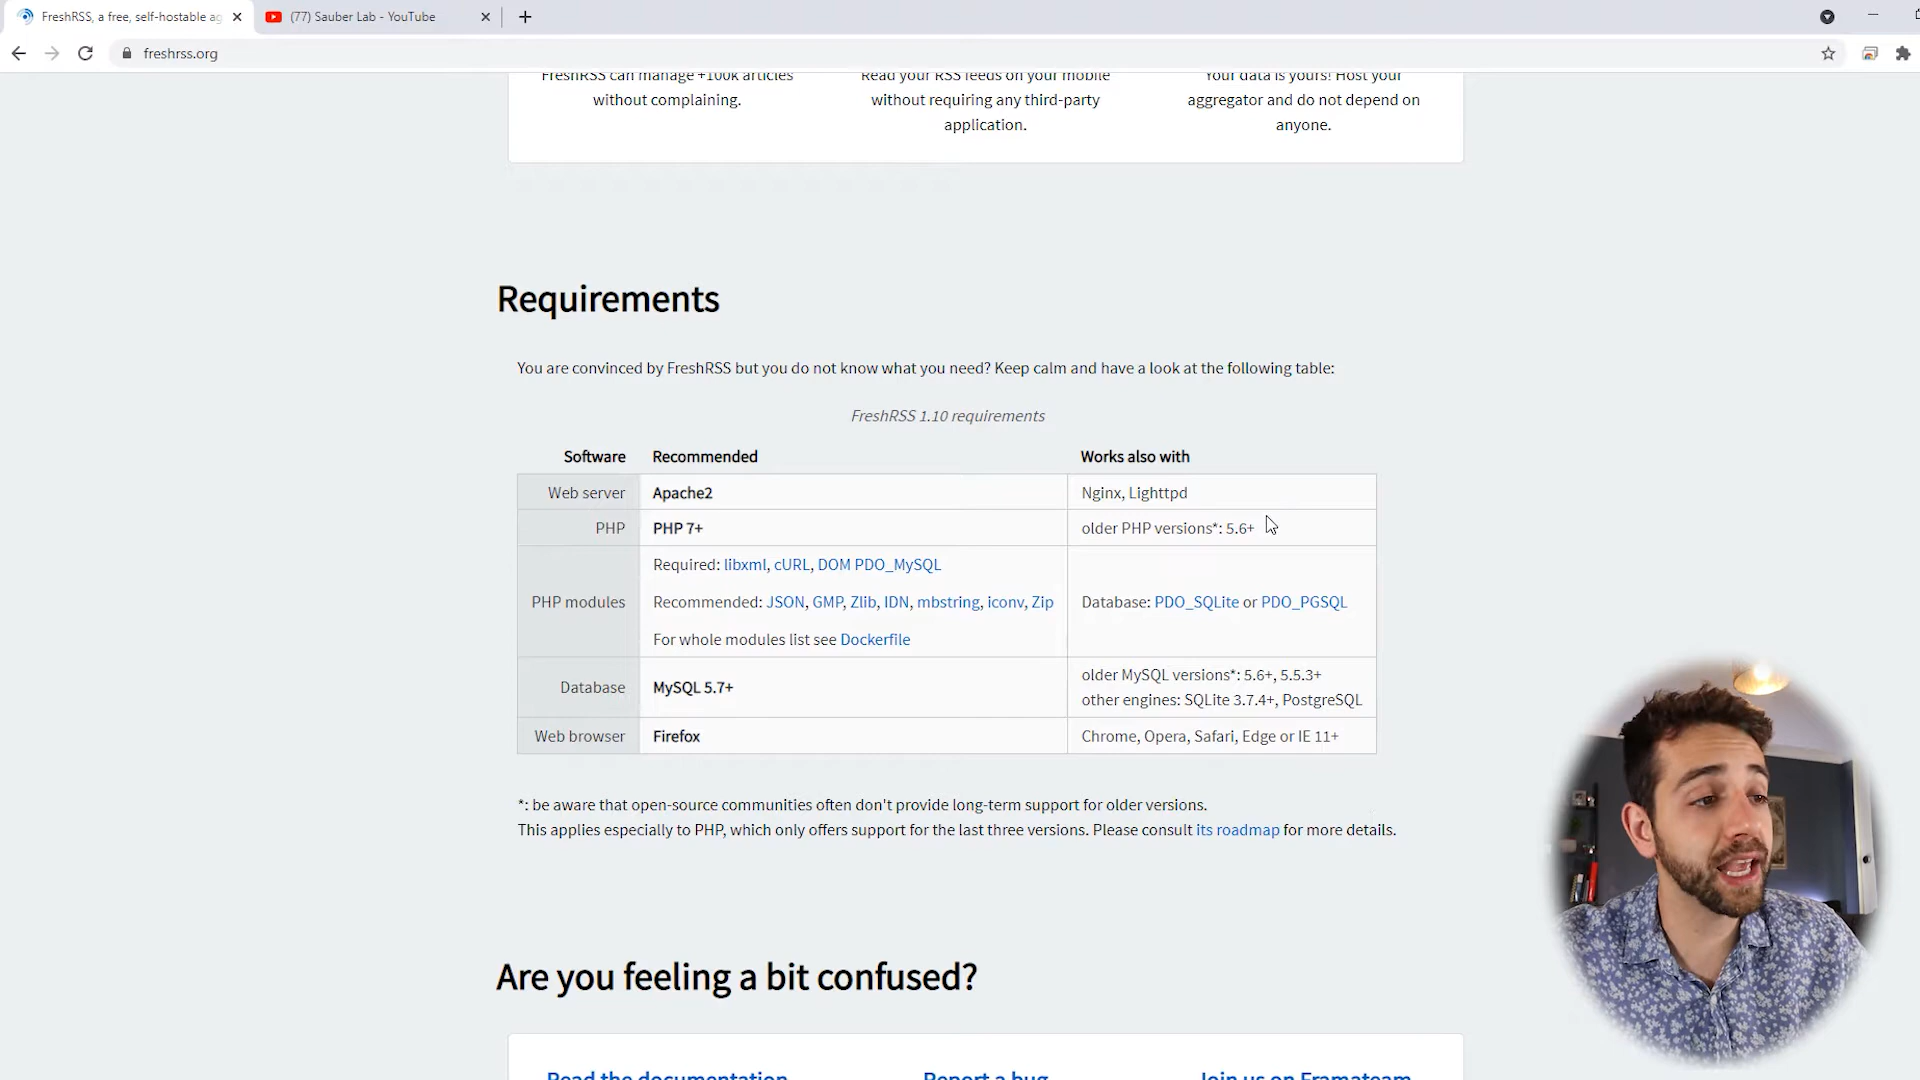 FreshRSS, a free, self-hostable ag
(77) Sauber Lab - YouTube
freshrss.org
FreshRSS can manage +100k articles
without complaining.
Read your RSS feeds on your mobile
without requiring any third-party
application.
Your data is yours! Host your
aggregator and do not depend on
anyone.
Requirements
You are convinced by FreshRSS but you do not know what you need? Keep calm and have a look at the following table:
FreshRSS 1.10 requirements
Software Recommended Works also with
Web server Apache2 Nginx, Lighttpd
PHP PHP 7+ older PHP versions*: 5.6+
Required: libxml, cURL, DOM PDO_MySQL
PHP modules Recommended: JSON, GMP, Zlib, IDN, mbstring, iconv, Zip Database: PDO_SQLite or PDO_PGSQL
For whole modules list see Dockerfile
older MySQL versions*: 5.6+, 5.5.3+
Database MySQL 5.7+
other engines: SQLite 3.7.4+, PostgreSQL
Web browser Firefox Chrome, Opera, Safari, Edge or IE 11+
*: be aware that open-source communities often don't provide long-term support for older versions.
This applies especially to PHP, which only offers support for the last three versions. Please consult its roadmap for more details.
Are you feeling a bit confused?
Read the documentation Report a bug Join us on Framateam